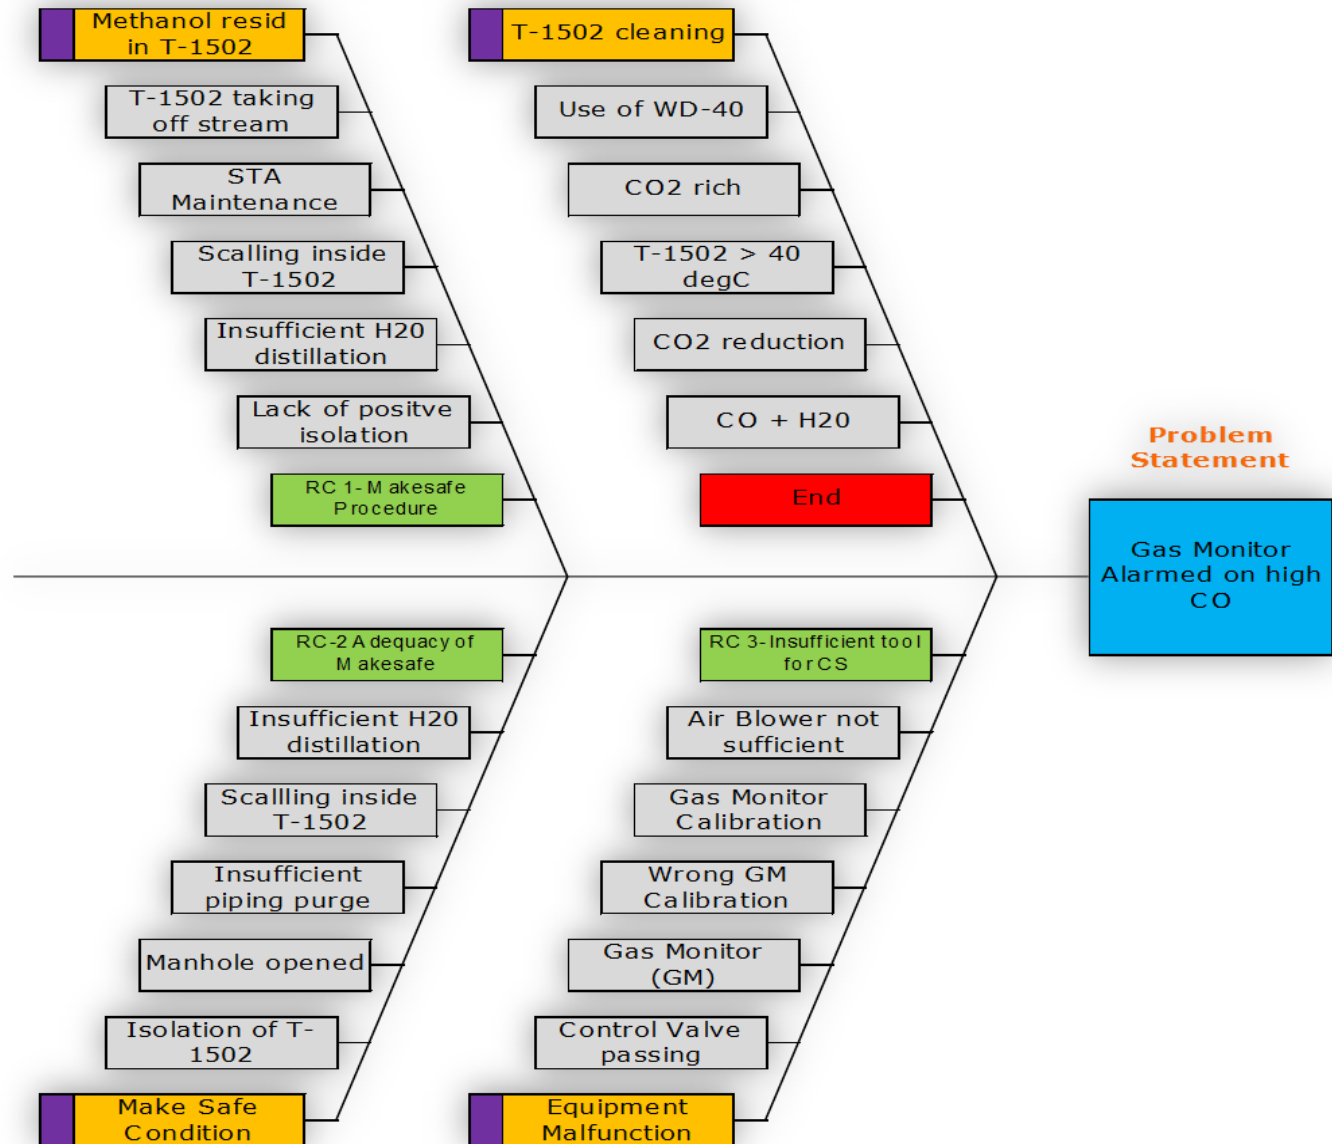 Methanol resid
in T-1502
T-1502 taking
off stream
STA
Maintenance
Scalling inside
T-1502
Insufficient H20
distillation
Lack of positve
isolation
RC 1- Makesafe
Procedure
T-1502 cleaning
Use of WD-40
CO2 rich
T-1502 > 40
degC
CO2 reduction
CO + H20
End
Problem
Statement
Gas Monitor
Alarmed on high
CO
RC-2 Adequacy of
Makesafe
Insufficient H20
distillation
Scallling inside
T-1502
Insufficient
piping purge
Manhole opened
Isolation of T-
1502
Make Safe
Condition
RC 3- Insufficient tool
for CS
Air Blower not
sufficient
Gas Monitor
Calibration
Wrong GM
Calibration
Gas Monitor
(GM)
Control Valve
passing
Equipment
Malfunction